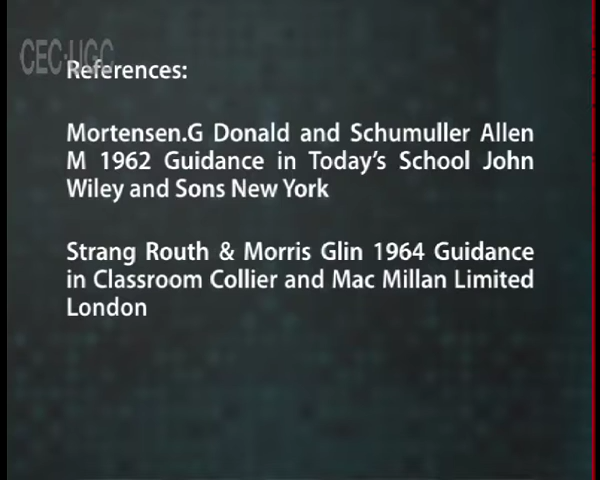 CEC-UGC
References:
Mortensen.G Donald and Schumuller Allen
M 1962 Guidance in Today's School John
Wiley and Sons New York
Strang Routh & Morris Glin 1964 Guidance
in Classroom Collier and Mac Millan Limited
London